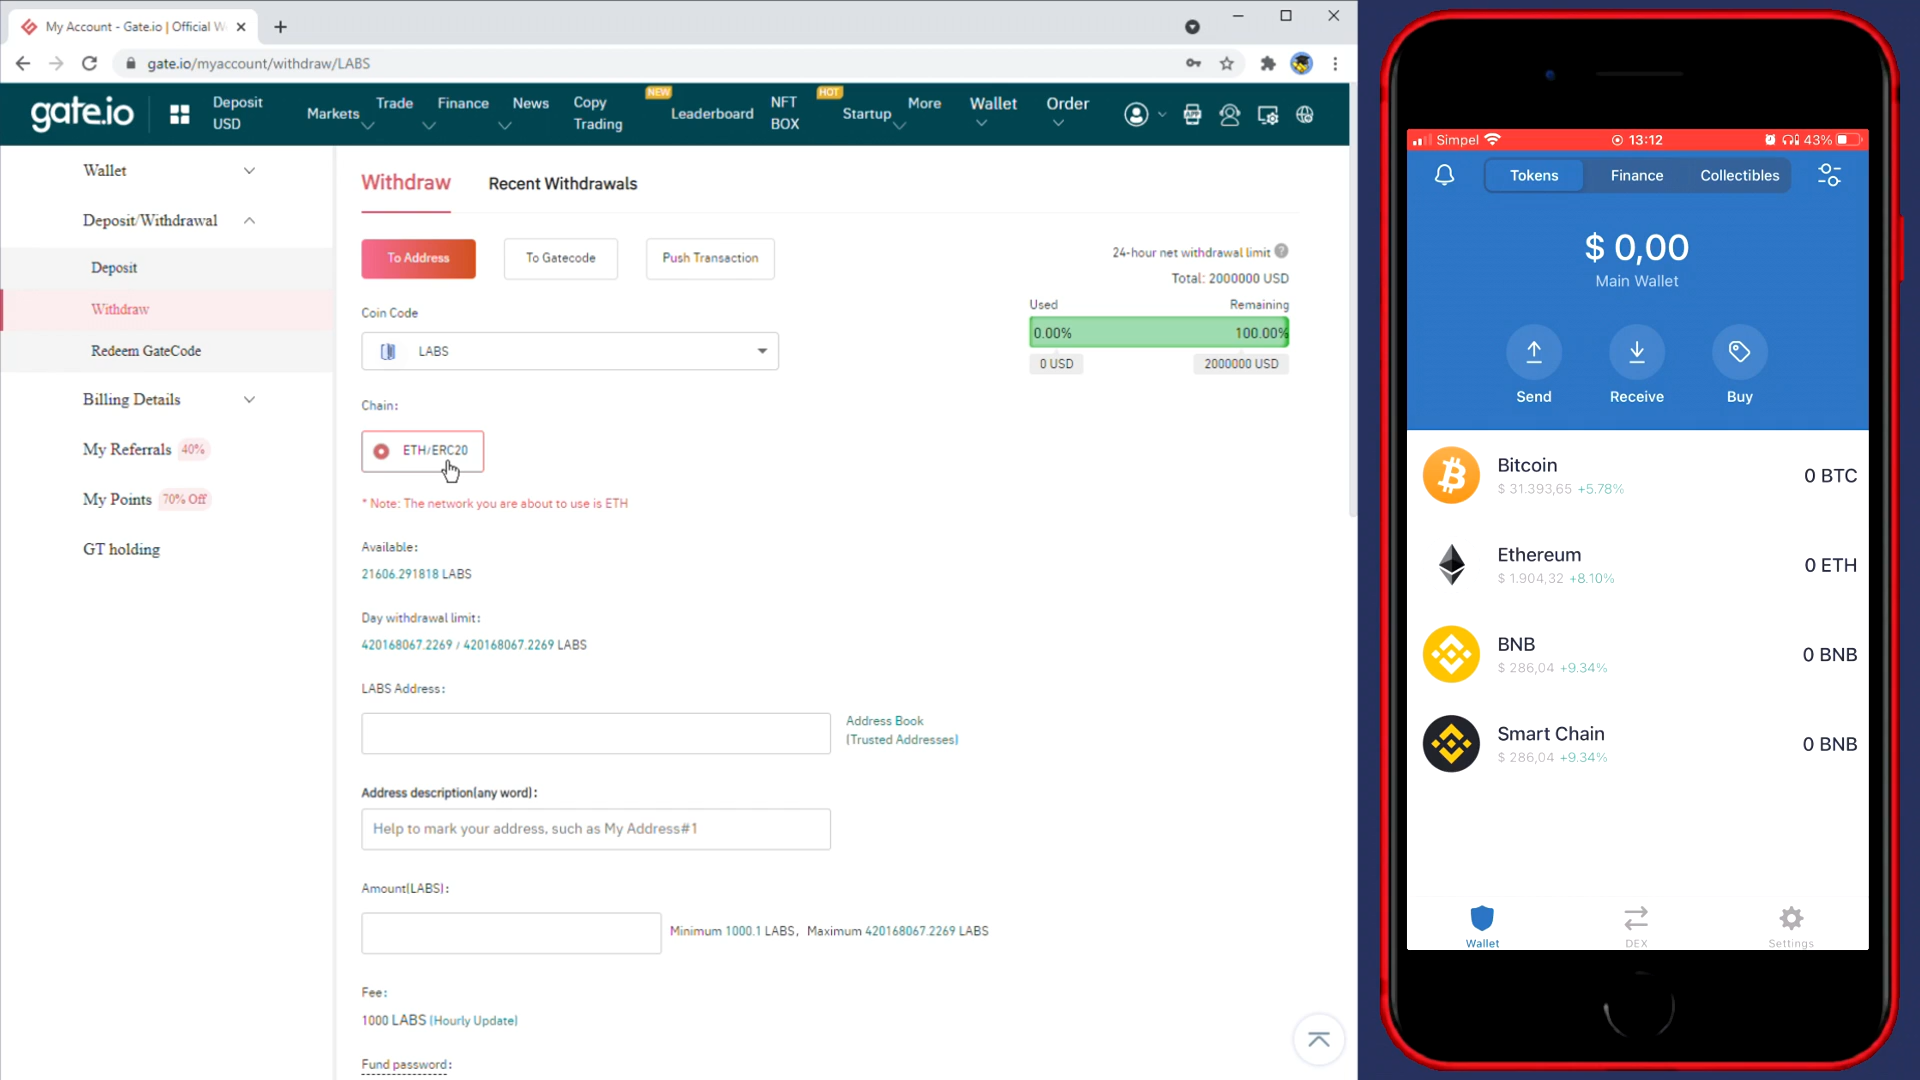 My Account - Gate.io | Official W
gate.io/myaccount/withdraw/LABS
gate.io
Deposit USD
Markets
Trade
Finance
News
Copy Trading
NEW
Leaderboard
NFT BOX
HOT
Startup
More
Wallet
Order
Wallet
Deposit/Withdrawal
Deposit
Withdraw
Redeem GateCode
Billing Details
My Referrals 40%
My Points 70% Off
GT holding
Withdraw
Recent Withdrawals
To Address
To Gatecode
Push Transaction
24-hour net withdrawal limit ?
Total: 2000000 USD
Used
Remaining
0.00%
100.00%
0 USD
2000000 USD
Coin Code
LABS
Chain:
ETH/ERC20
* Note: The network you are about to use is ETH
Available:
21606.291818 LABS
Day withdrawal limit:
420168067.2269 / 420168067.2269 LABS
LABS Address:
Address Book
(Trusted Addresses)
Address description(any word):
Help to mark your address, such as My Address#1
Amount(LABS):
Minimum 1000.1 LABS, Maximum 420168067.2269 LABS
Fee:
1000 LABS (Hourly Update)
Fund password:
Simpel
13:12
43%
Tokens
Finance
Collectibles
$ 0,00
Main Wallet
Send
Receive
Buy
Bitcoin
$ 31.393,65 +5.78%
0 BTC
Ethereum
$ 1.904,32 +8.10%
0 ETH
BNB
$ 286,04 +9.34%
0 BNB
Smart Chain
$ 286,04 +9.34%
0 BNB
Wallet
DEX
Settings